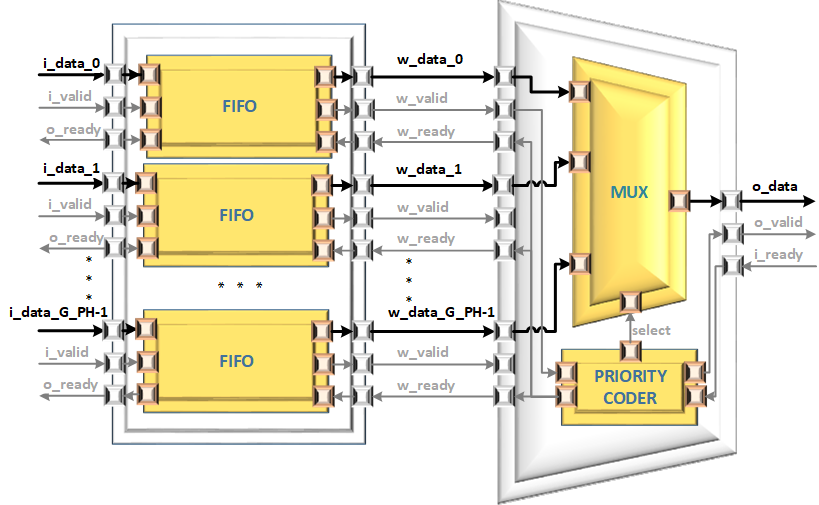 i_data_0
i_valid
o_ready
FIFO
w_data_0
w_valid
w_ready
i_data_1
i_valid
o_ready
FIFO
w_data_1
w_valid
w_ready
*
*
*
* * *
*
*
*
i_data_G_PH-1
i_valid
o_ready
FIFO
w_data_G_PH-1
w_valid
w_ready
MUX
select
PRIORITY
CODER
o_data
o_valid
i_ready